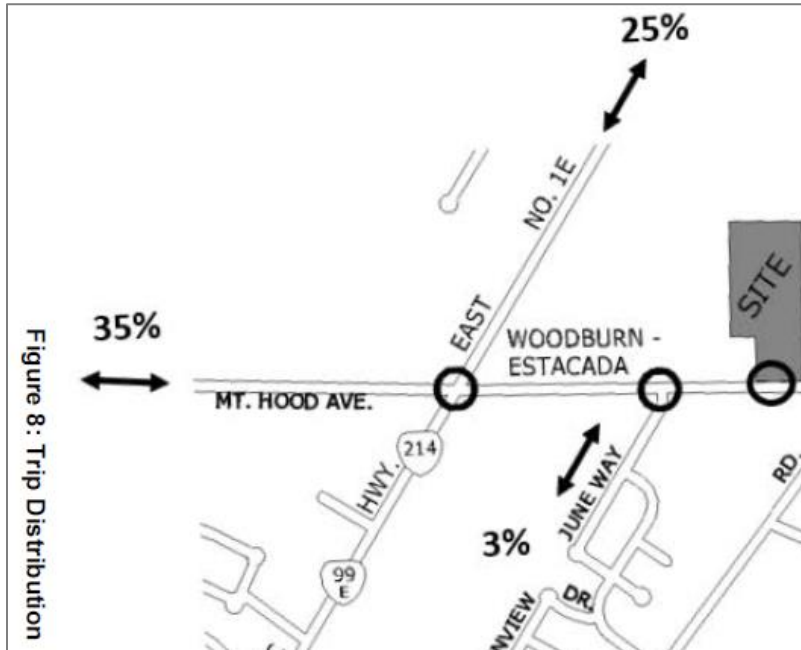 25%
NO. 1E
SITE
35%
EAST
WOODBURN -
ESTACADA
MT. HOOD AVE.
214
HWY.
JUNE WAY
RD.
3%
99
E
DR.
NVIEW
Figure 8: Trip Distribution